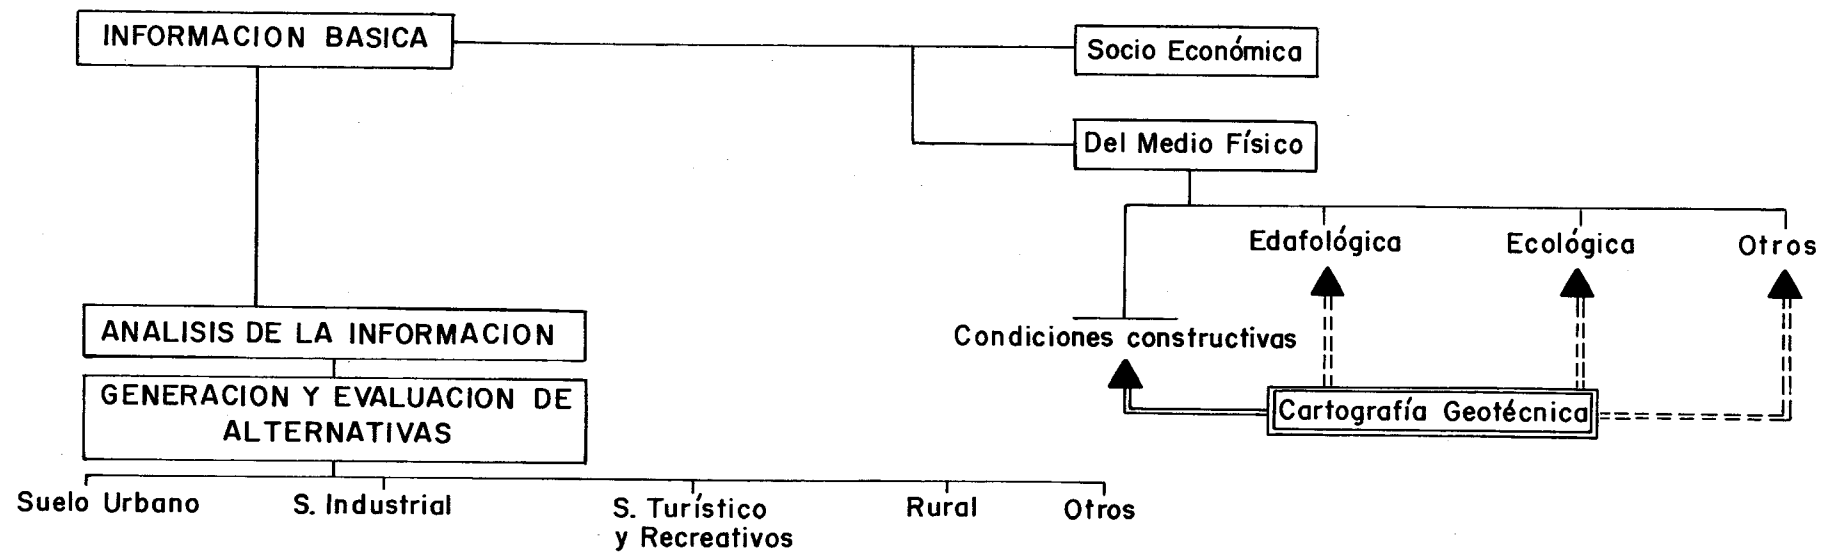 INFORMACION BASICA
Socio Económica
Del Medio Físico
Edafológica
Ecológica
Otros
Condiciones constructivas
Cartografía Geotécnica
ANALISIS DE LA INFORMACION
GENERACION Y EVALUACION DE
ALTERNATIVAS
Suelo Urbano
S. Industrial
S. Turístico
y Recreativos
Rural
Otros